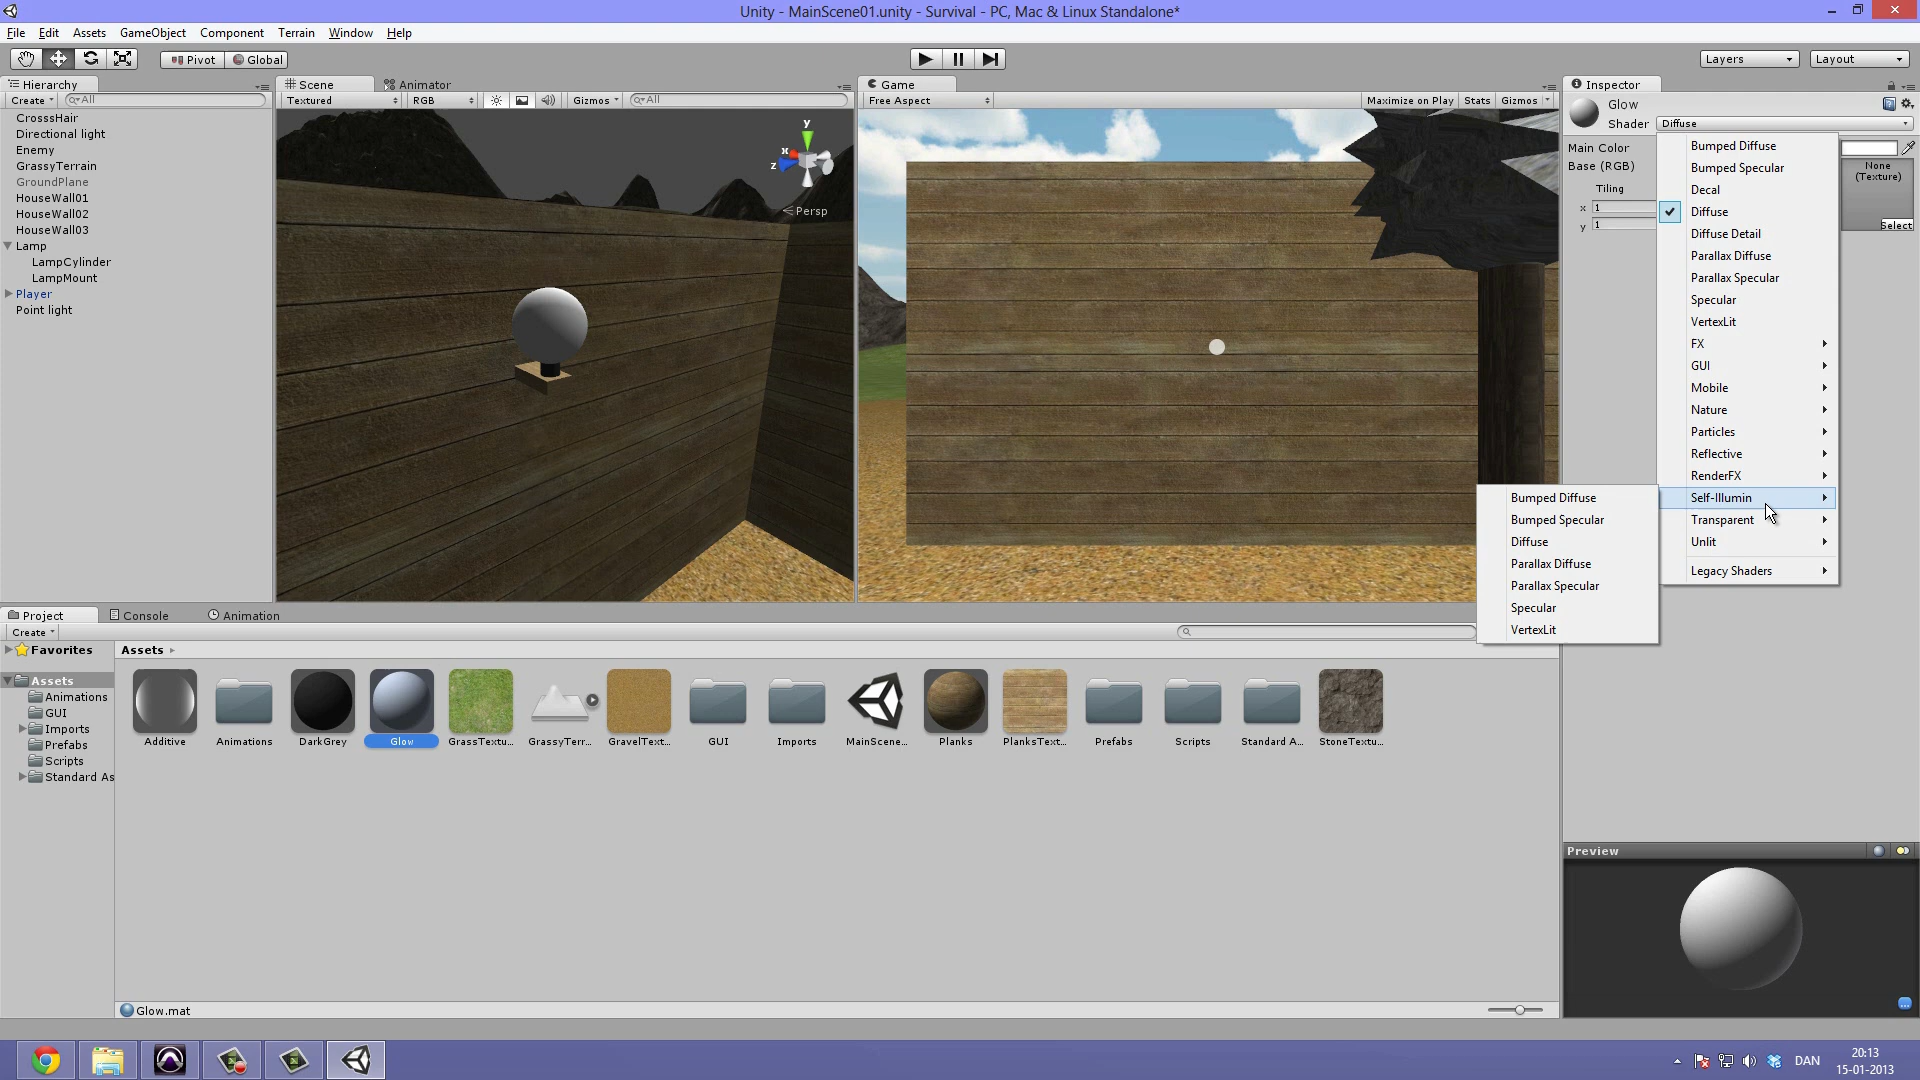 Unity - MainScene01.unity - Survival - PC, Mac & Linux Standalone*
File Edit Assets GameObject Component Terrain Window Help
Pivot Global Layers Layout
Hierarchy
Create All
CrosssHair
Directional light
Enemy
GrassyTerrain
GroundPlane
HouseWall01
HouseWall02
HouseWall03
Lamp
LampCylinder
LampMount
Player
Point light
Scene Animator
Textured RGB Gizmos All
y
x
z
Persp
Game
Free Aspect Maximize on Play Stats Gizmos
Inspector
Glow
Shader Diffuse
Main Color
Base (RGB)
Tiling
x 1
y 1
None
(Texture)
Select
Bumped Diffuse
Bumped Specular
Decal
Diffuse
Diffuse Detail
Parallax Diffuse
Parallax Specular
Specular
VertexLit
FX
GUI
Mobile
Nature
Particles
Reflective
RenderFX
Self-Illumin
Transparent
Unlit
Legacy Shaders
Bumped Diffuse
Bumped Specular
Diffuse
Parallax Diffuse
Parallax Specular
Specular
VertexLit
Project Console Animation
Create
Favorites
Assets
Animations
GUI
Imports
Prefabs
Scripts
Standard As
Assets
Additive Animations DarkGrey Glow GrassTextu... GrassyTerr... GravelText... GUI Imports MainScene... Planks PlanksText... Prefabs Scripts Standard A... StoneTextu...
Glow.mat
Preview
DAN
20:13
15-01-2013